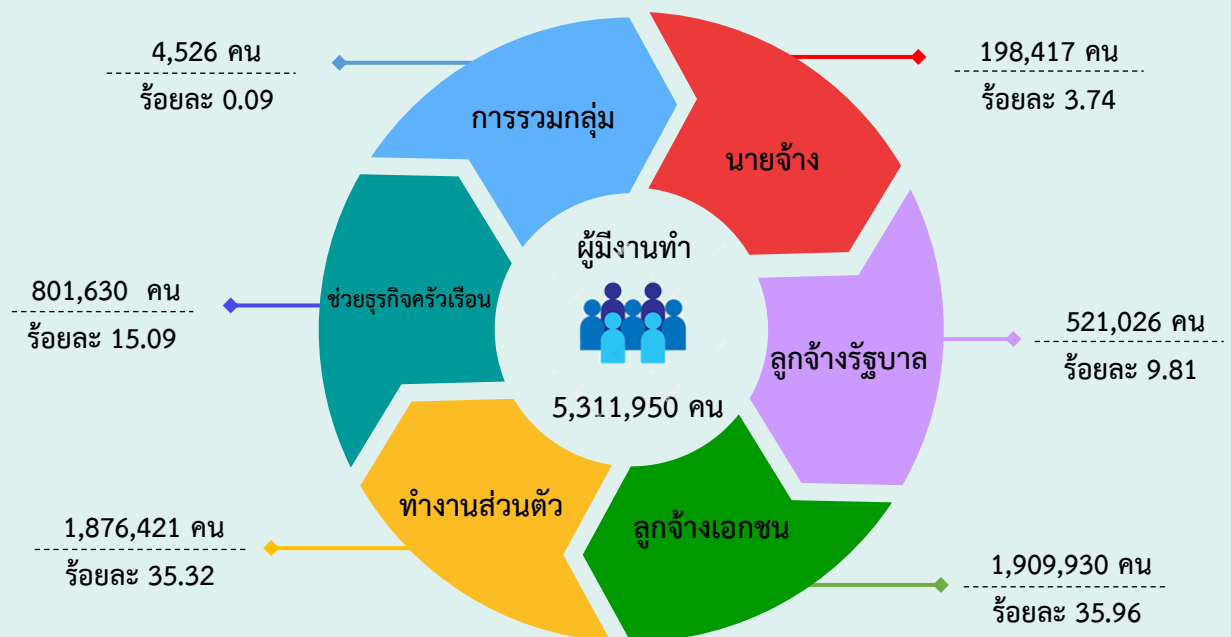 4,526 คน
ร้อยละ 0.09
การรวมกลุ่ม
198,417 คน
ร้อยละ 3.74
นายจ้าง
ผู้มีงานทำ
5,311,950 คน
801,630 คน
ร้อยละ 15.09
ช่วยธุรกิจครัวเรือน
521,026 คน
ร้อยละ 9.81
ลูกจ้างรัฐบาล
1,876,421 คน
ร้อยละ 35.32
ทำงานส่วนตัว
ลูกจ้างเอกชน
1,909,930 คน
ร้อยละ 35.96